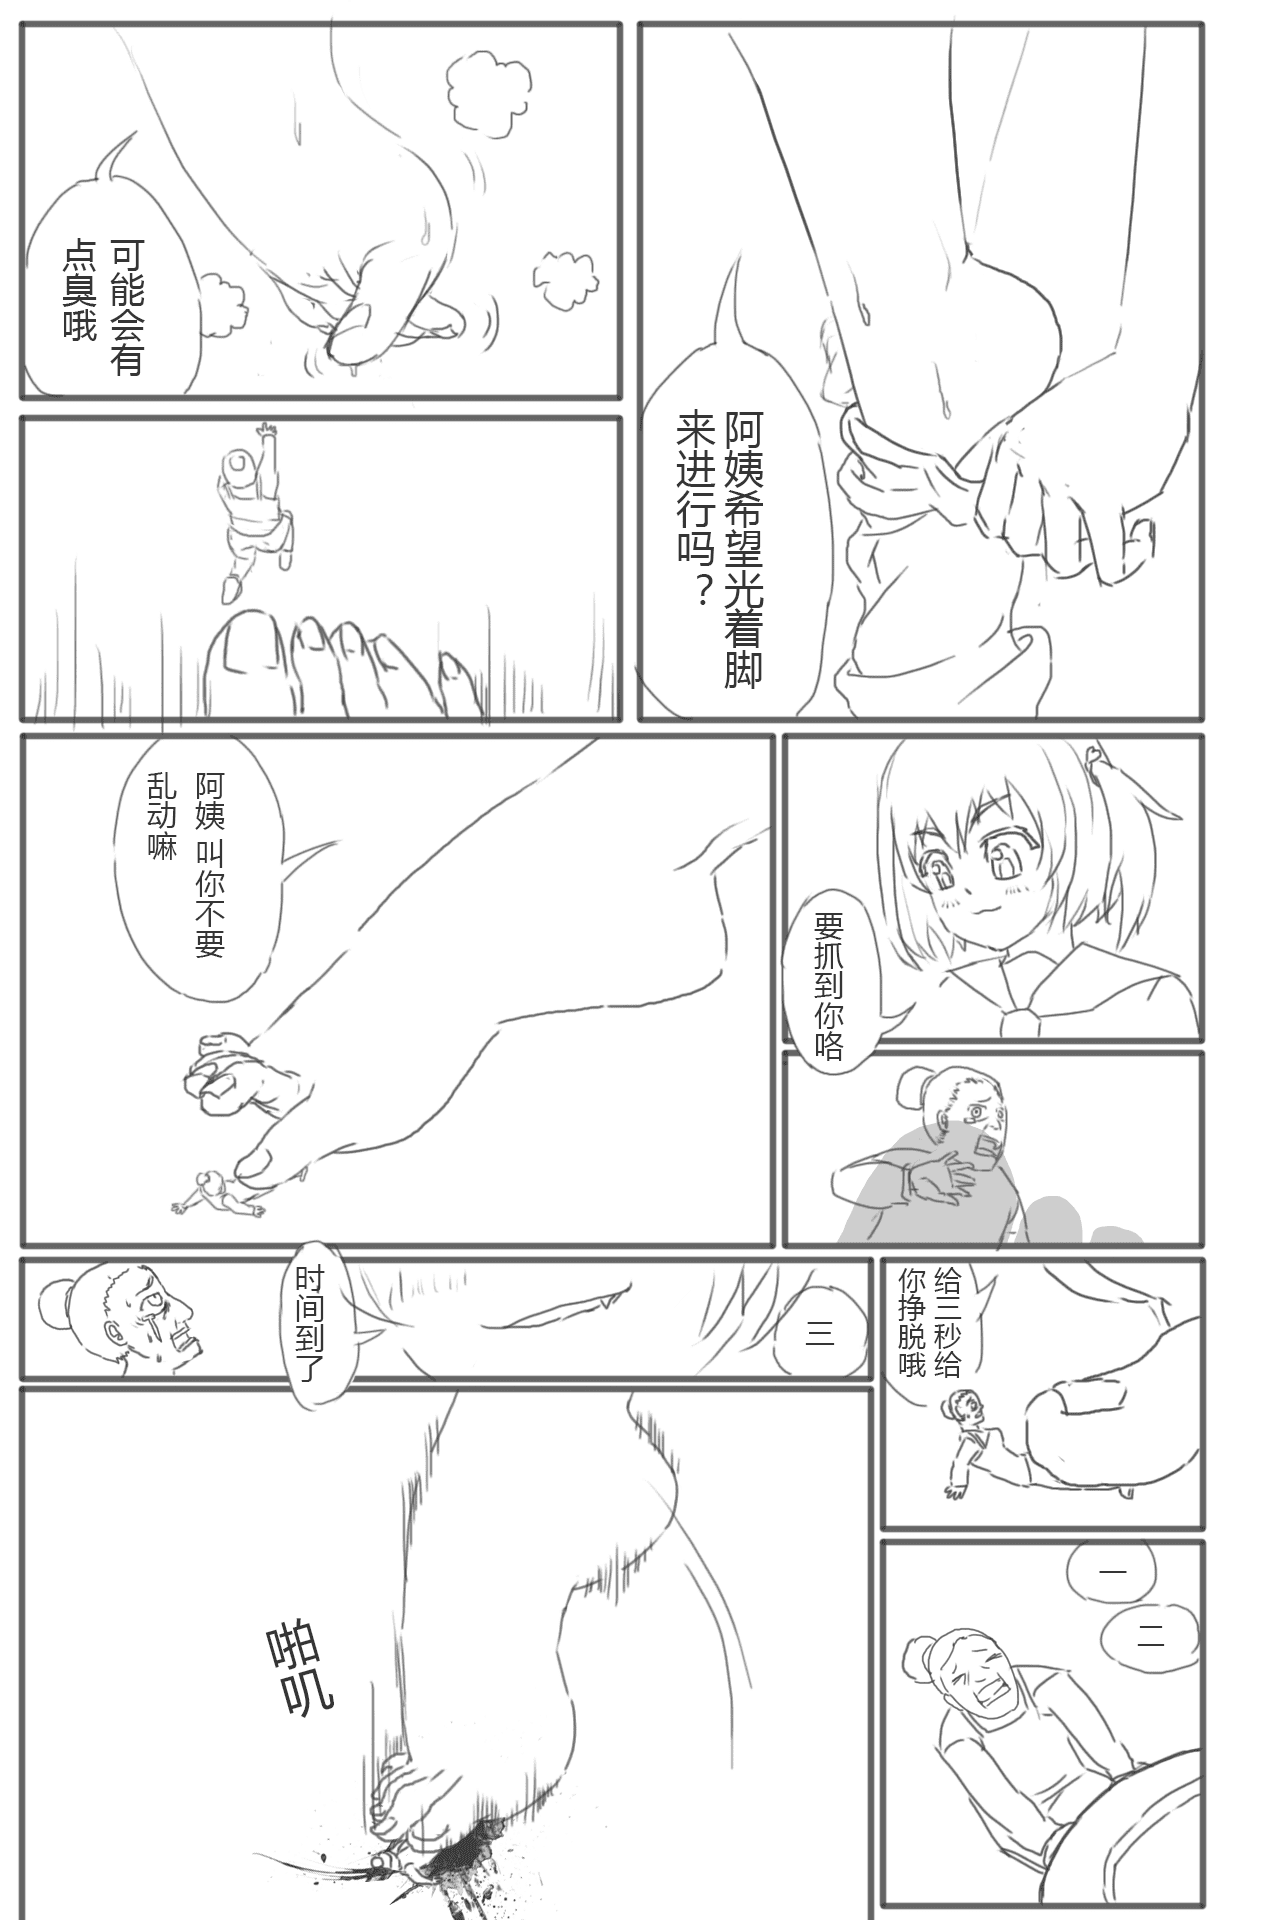 阿姨希望光着脚
来进行吗？
可能会有
点臭哦
要抓到你咯
阿姨 叫你不要
乱动嘛
给三秒给
你挣脱哦
一
二
三
时间到了
啪叽